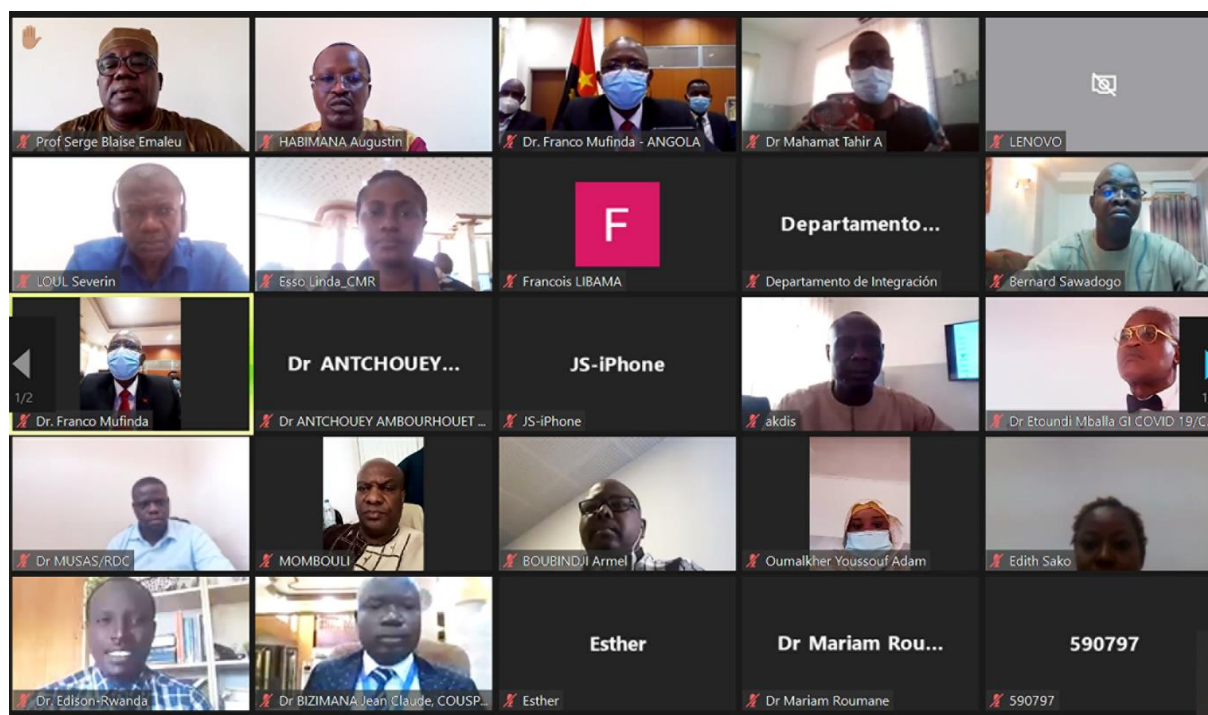 Prof Serge Blaise Emaleu
HABIMANA Augustin
Dr. Franco Mufinda - ANGOLA
Dr Mahamat Tahir A
LENOVO
LOUL Severin
Esso Linda_CMR
F
Francois LIBAMA
Departamento...
Departamento de Integración
Bernard Sawadogo
1/2
Dr. Franco Mufinda
Dr ANTCHOUEY...
Dr ANTCHOUEY AMBOURHOUET ...
JS-iPhone
JS-iPhone
akdis
Dr Etoundi Mballa GI COVID 19/C
1
Dr MUSAS/RDC
MOMBOULI
BOUBINDJI Armel
Oumalkher Youssouf Adam
Edith Sako
Dr. Edison-Rwanda
Dr BIZIMANA Jean Claude, COUSP...
Esther
Esther
Dr Mariam Rou...
Dr Mariam Roumane
590797
590797